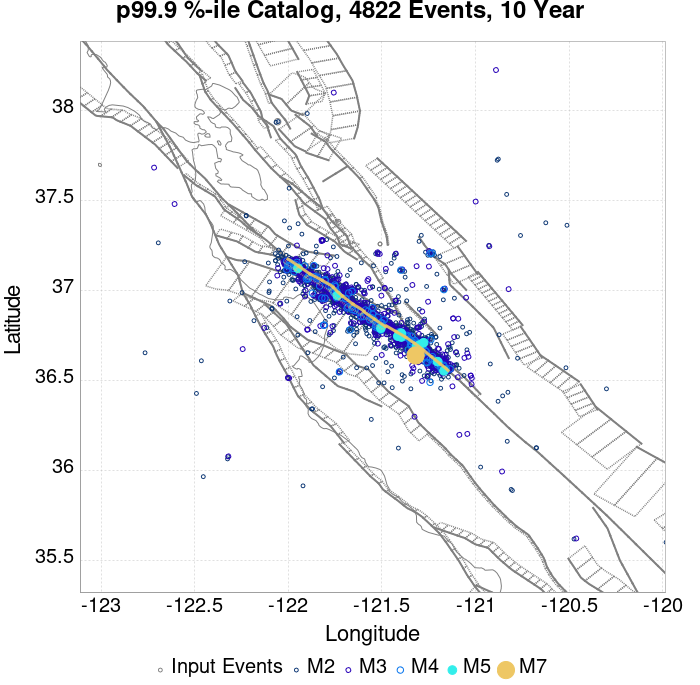 p99.9 %-ile Catalog, 4822 Events, 10 Year
38
37.5
37
36.5
36
35.5
Latitude
-123 -122.5 -122 -121.5 -121 -120.5 -120
Longitude
Input Events M2 M3 M4 M5 M7